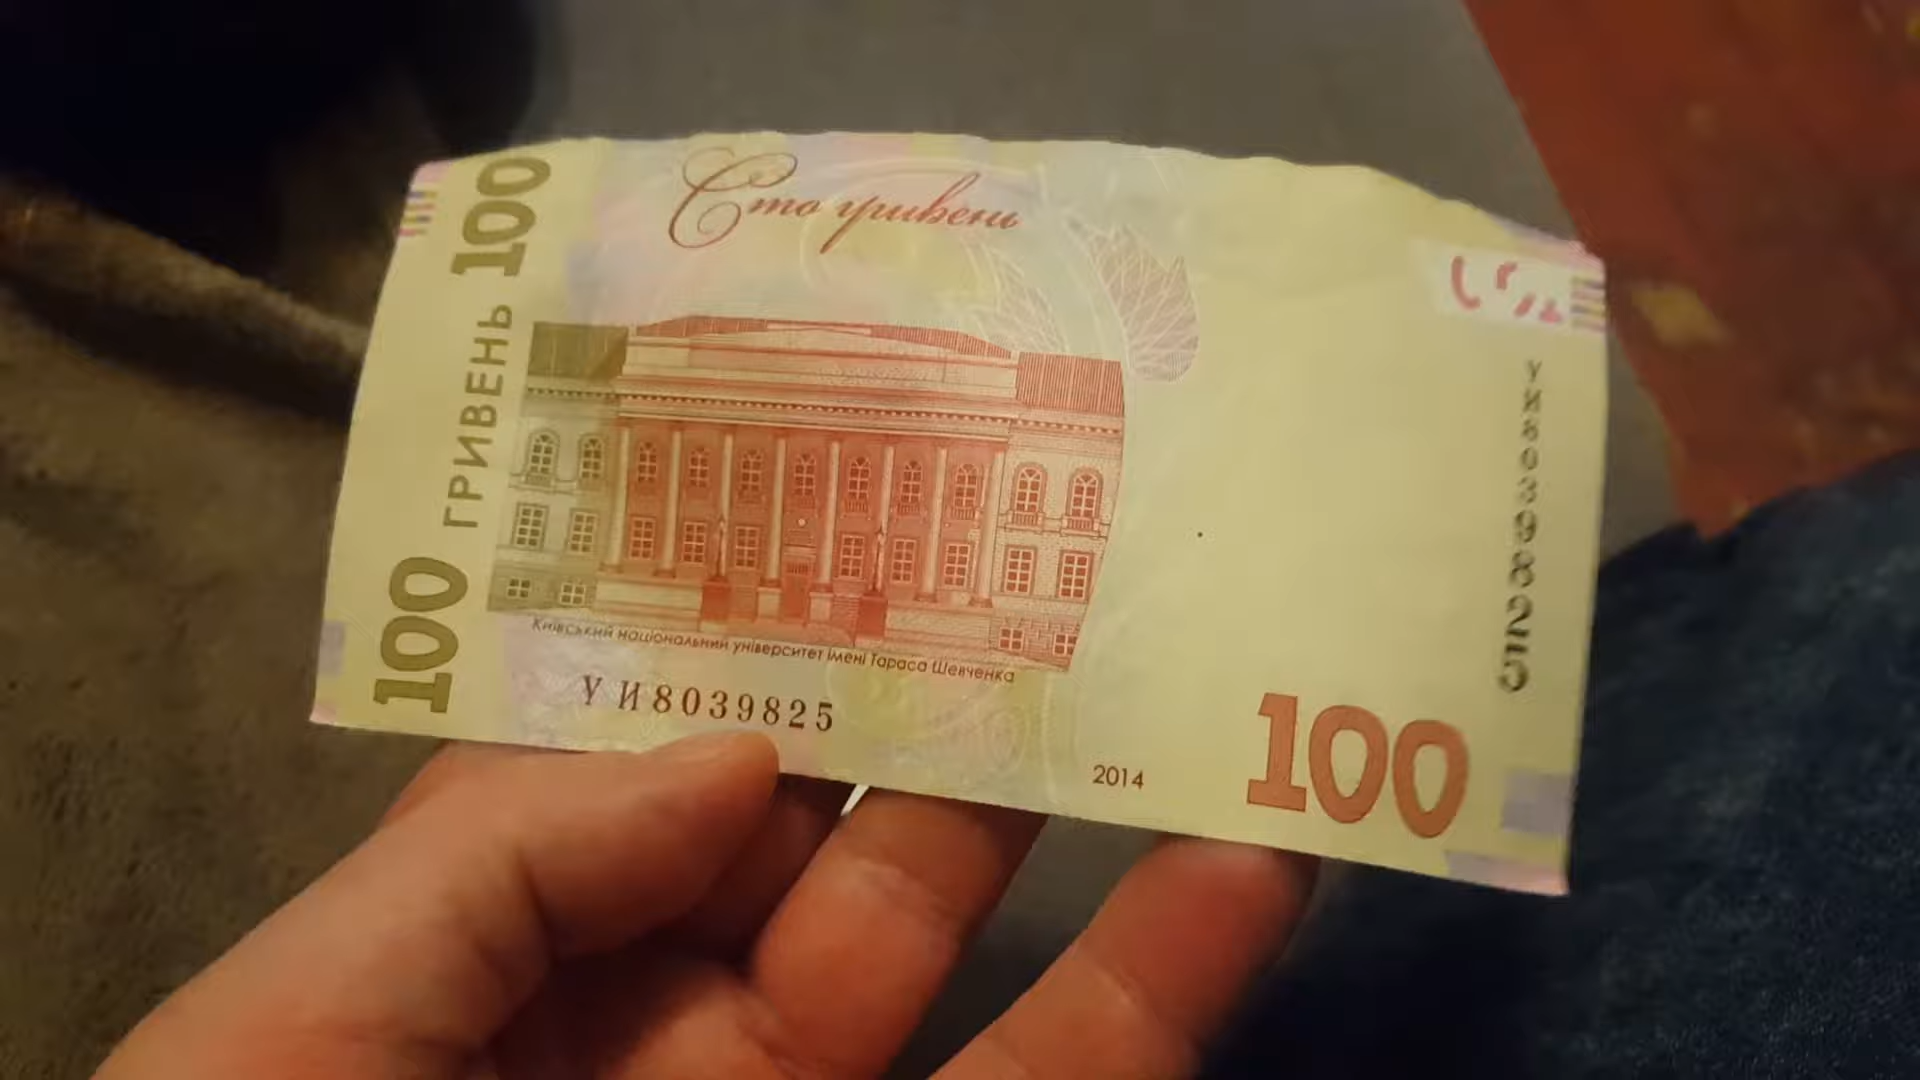 Сто гривень
100 ГРИВЕНЬ 100
Київський національний університет імені Тараса Шевченка
УИ8039825
УИ8039825
2014
100